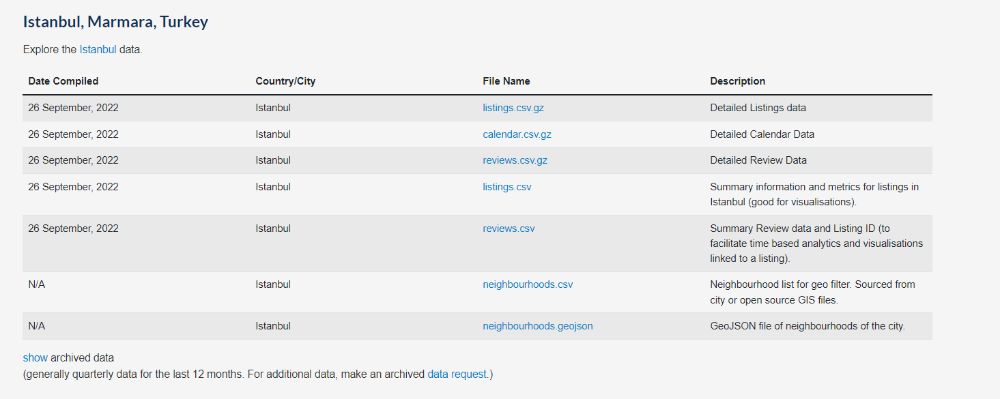 Istanbul, Marmara, Turkey
Explore the Istanbul data.
Date Compiled Country/City File Name Description
26 September, 2022 Istanbul listings.csv.gz Detailed Listings data
26 September, 2022 Istanbul calendar.csv.gz Detailed Calendar Data
26 September, 2022 Istanbul reviews.csv.gz Detailed Review Data
26 September, 2022 Istanbul listings.csv Summary information and metrics for listings in
Istanbul (good for visualisations).
26 September, 2022 Istanbul reviews.csv Summary Review data and Listing ID (to
facilitate time based analytics and visualisations
linked to a listing).
N/A Istanbul neighbourhoods.csv Neighbourhood list for geo filter. Sourced from
city or open source GIS files.
N/A Istanbul neighbourhoods.geojson GeoJSON file of neighbourhoods of the city.
show archived data
(generally quarterly data for the last 12 months. For additional data, make an archived data request.)